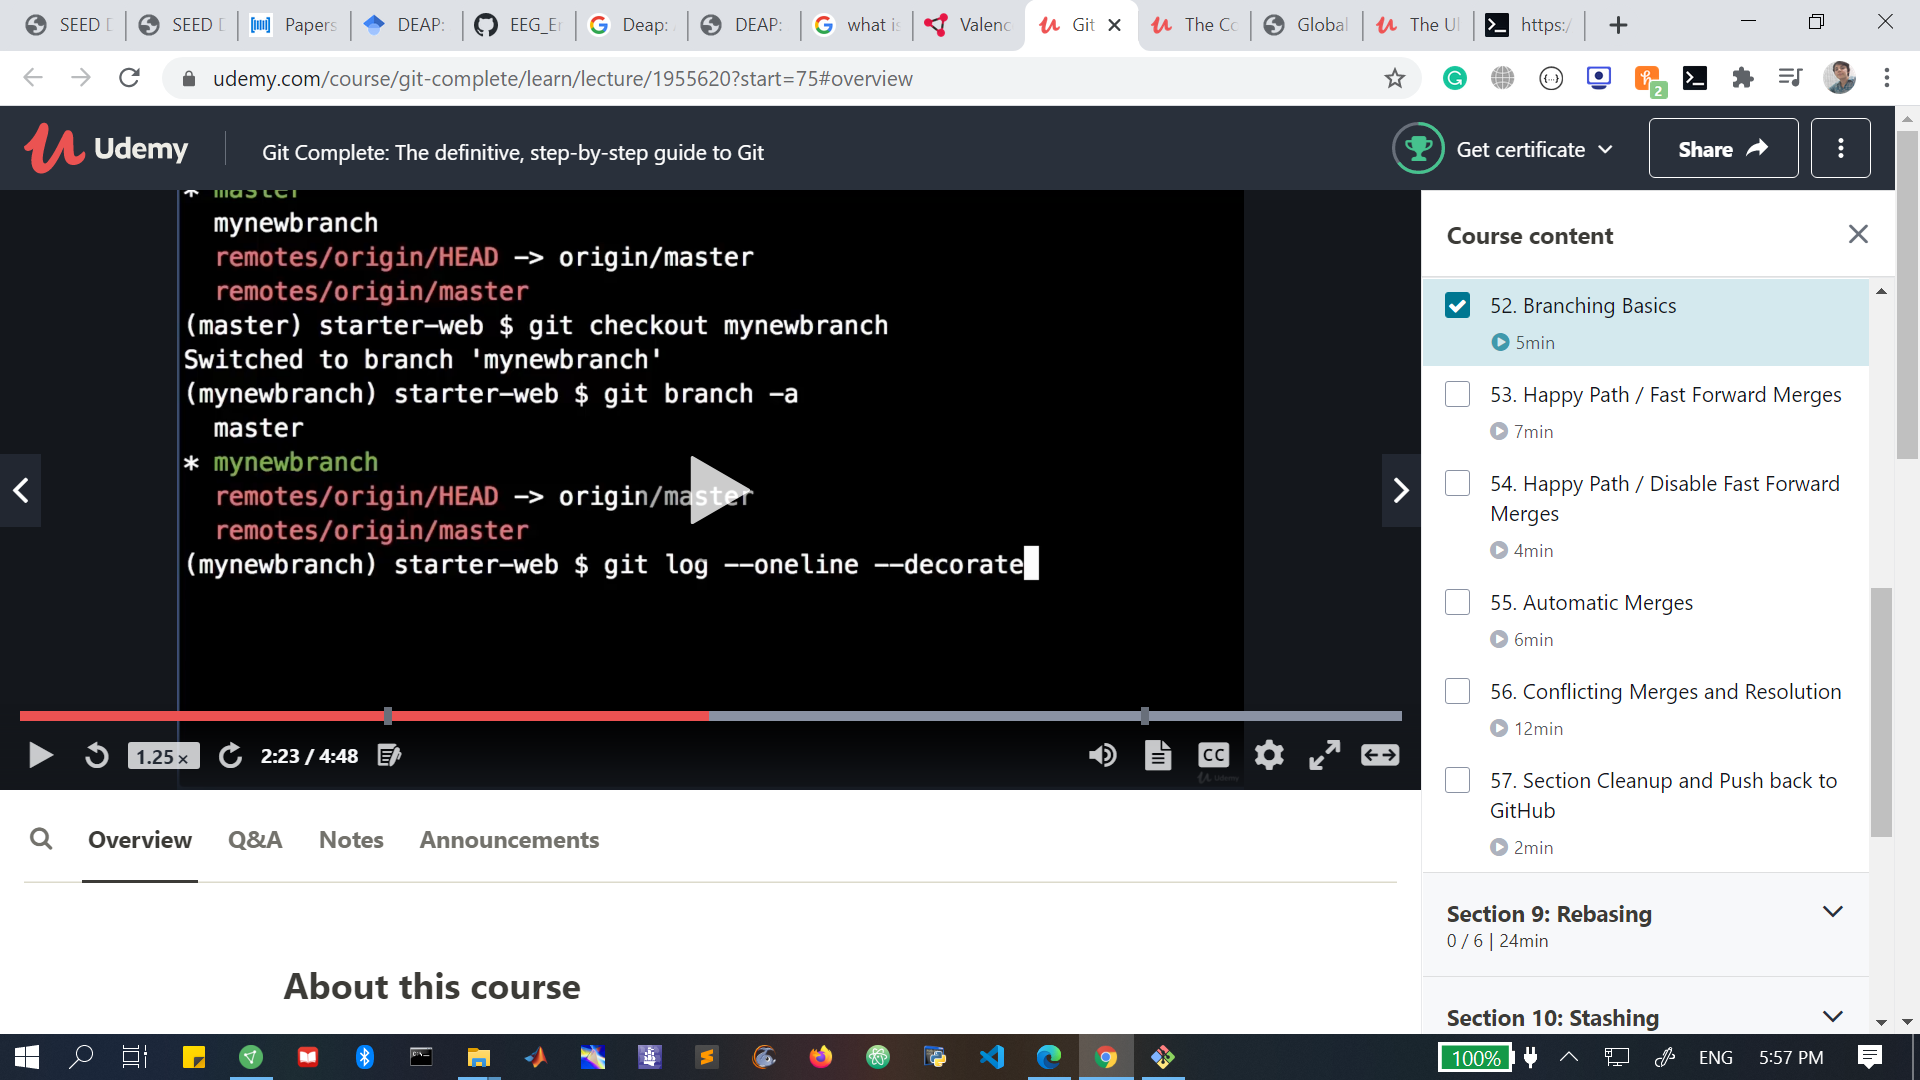 SEED D
SEED D
Papers
DEAP:
EEG_En
Deap: A
DEAP:
what is
Valenc
Git
The Co
Global
The Ul
https:/
udemy.com/course/git-complete/learn/lecture/1955620?start=75#overview
2
Udemy
Git Complete: The definitive, step-by-step guide to Git
Get certificate
Share
* master
mynewbranch
remotes/origin/HEAD -> origin/master
remotes/origin/master
(master) starter-web $ git checkout mynewbranch
Switched to branch 'mynewbranch'
(mynewbranch) starter-web $ git branch -a
master
* mynewbranch
remotes/origin/HEAD -> origin/master
remotes/origin/master
(mynewbranch) starter-web $ git log --oneline --decorate
1.25×
2:23 / 4:48
CC
Udemy
Course content
52. Branching Basics
5min
53. Happy Path / Fast Forward Merges
7min
54. Happy Path / Disable Fast Forward
Merges
4min
55. Automatic Merges
6min
56. Conflicting Merges and Resolution
12min
57. Section Cleanup and Push back to
GitHub
2min
Section 9: Rebasing
0 / 6 | 24min
Section 10: Stashing
Overview
Q&A
Notes
Announcements
About this course
100%
ENG
5:57 PM